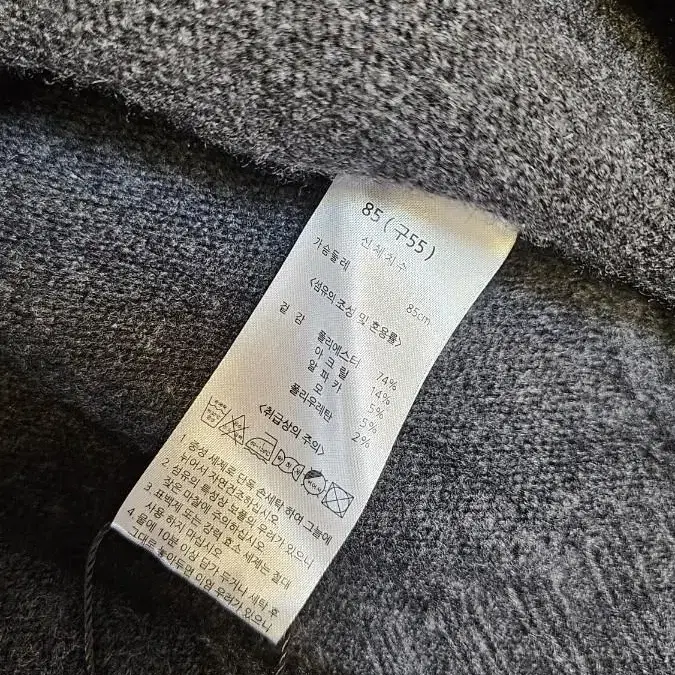 85 ( 구55 )
신체치수
가슴둘레 85cm
<섬유의 조성 및 혼용률>
겉감
폴리에스터 74%
아크릴 14%
알파카 5%
모 5%
폴리우레탄 2%
<취급상의 주의>
1. 중성 세제로 단독 손세탁 하여 그늘에
뉘어서 자연건조하십시오
2. 섬유의 특성상 보풀의 우려가 있으니
잦은 마찰에 주의하십시오
3. 표백제 또는 강력 효소 세제는 절대
사용 하지 마십시오
4. 물에 10분 이상 담가 두거나 세탁 후
그대로 놓아두면 이염 우려가 있으니